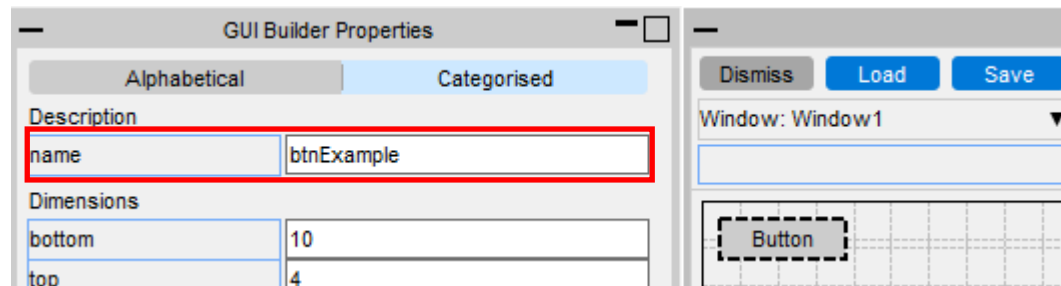 GUI Builder Properties
Alphabetical Categorised
Description
name btnExample
Dimensions
bottom 10
top 4
Dismiss Load Save
Window: Window1
Button